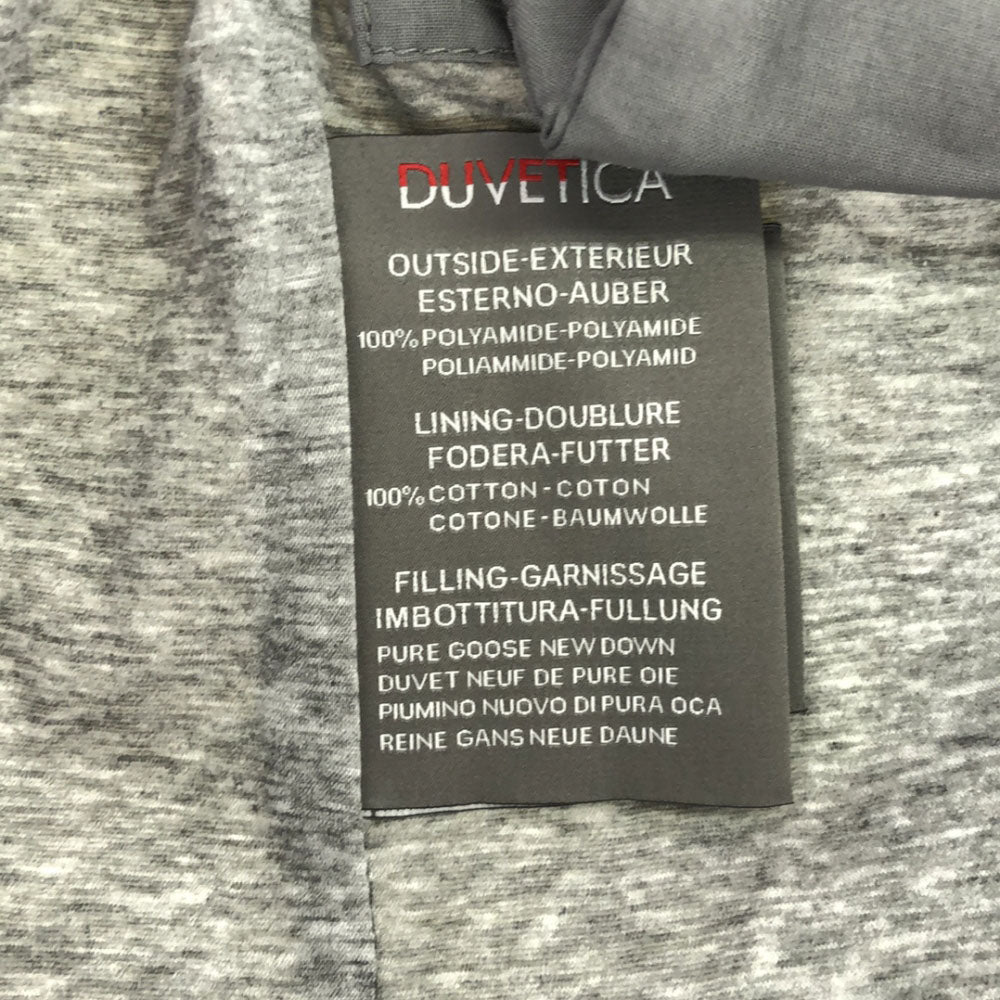 DUVETICA
OUTSIDE-EXTERIEUR
ESTERNO-AUBER
100% POLYAMIDE-POLYAMIDE
POLIAMMIDE-POLYAMID
LINING-DOUBLURE
FODERA-FUTTER
100% COTTON-COTON
COTONE-BAUMWOLLE
FILLING-GARNISSAGE
IMBOTTITURA-FULLUNG
PURE GOOSE NEW DOWN
DUVET NEUF DE PURE OIE
PIUMINO NUOVO DI PURA OCA
REINE GANS NEUE DAUNE